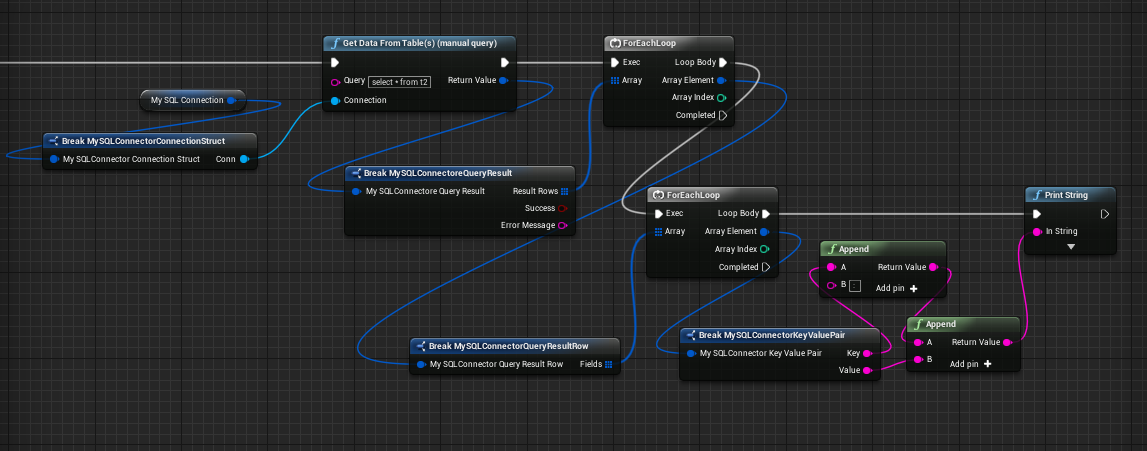 Get Data From Table(s) (manual query)
Query select * from t2 Return Value
Connection
My SQL Connection
Break MySQLConnectorConnectionStruct
My SQLConnector Connection Struct Conn
ForEachLoop
Exec Loop Body
Array Array Element
Array Index
Completed
Break MySQLConnectoreQueryResult
My SQLConnectore Query Result Result Rows
Success
Error Message
ForEachLoop
Exec Loop Body
Array Array Element
Array Index
Completed
Print String
In String
Append
A Return Value
B : Add pin +
Append
A Return Value
B
Add pin +
Break MySQLConnectorQueryResultRow
My SQLConnector Query Result Row Fields
Break MySQLConnectorKeyValuePair
My SQLConnector Key Value Pair Key
Value